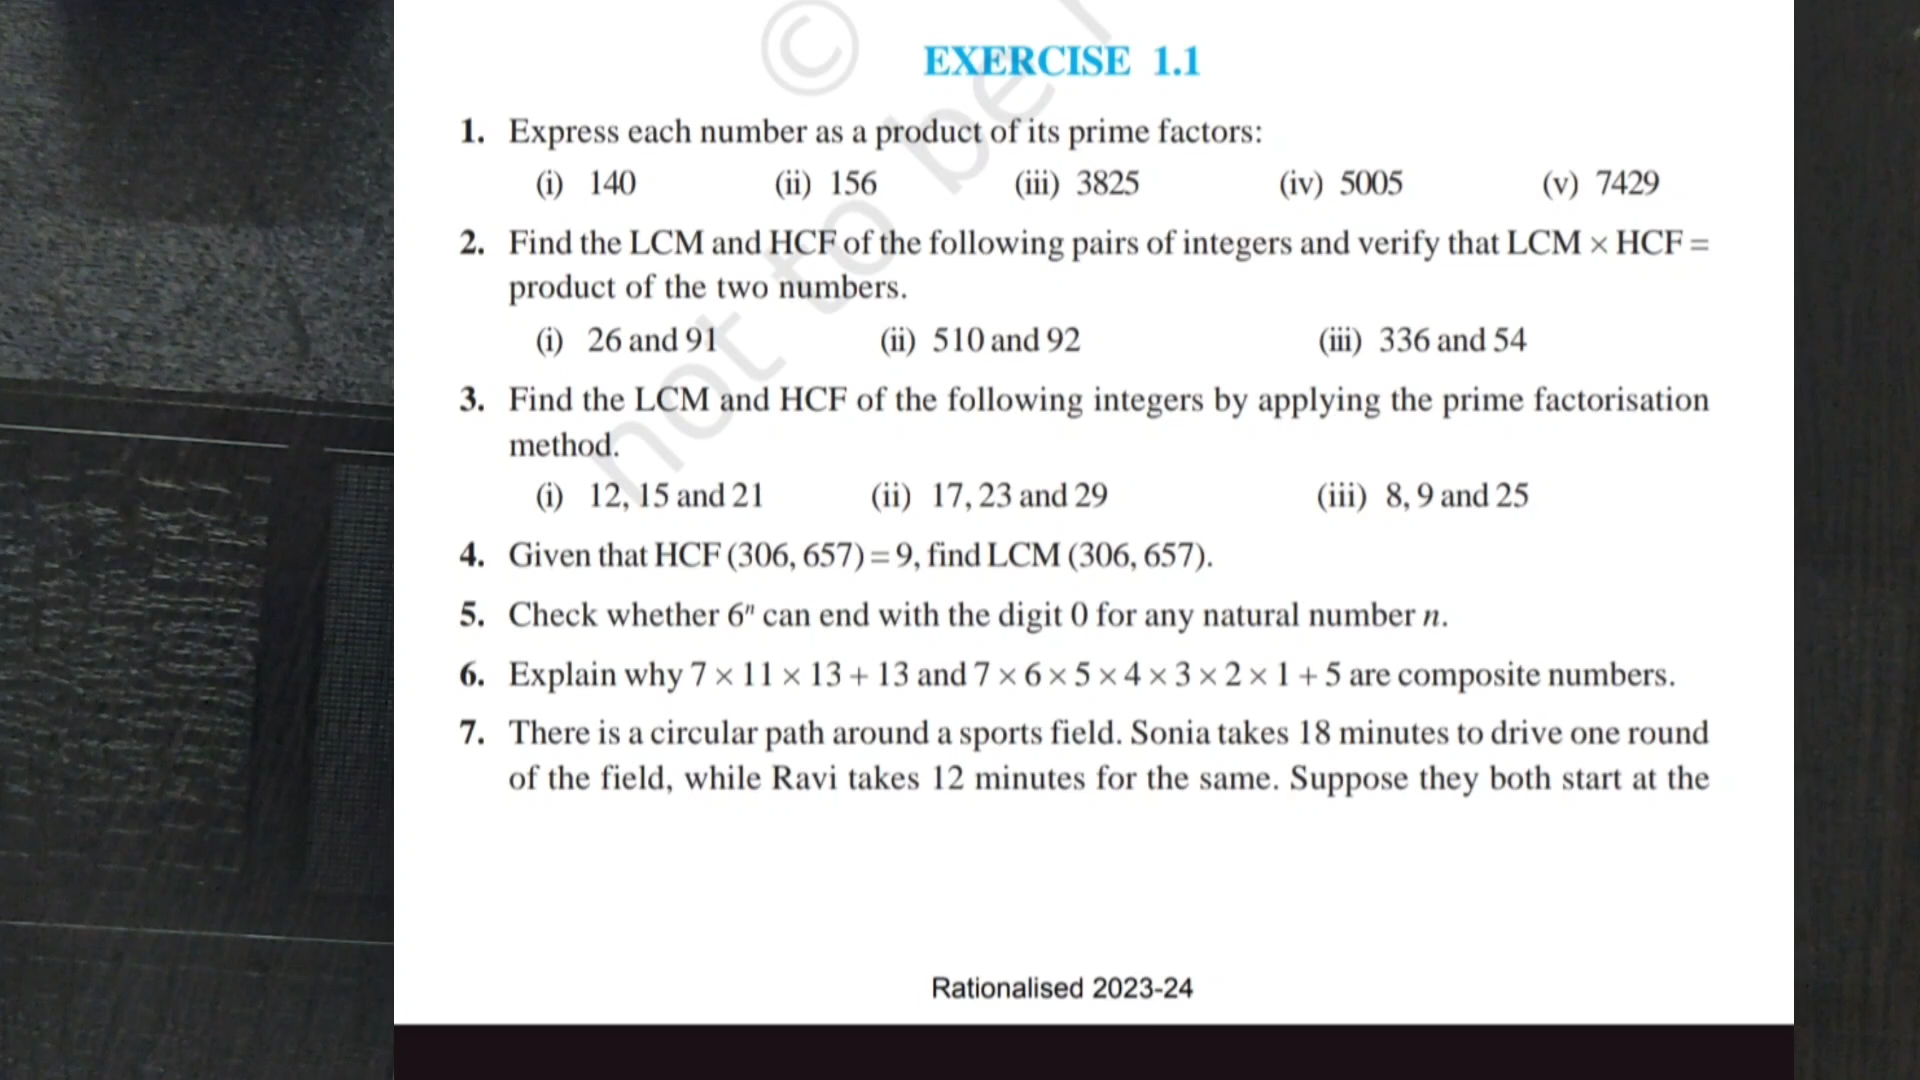 ©
not to be r
EXERCISE 1.1
1. Express each number as a product of its prime factors:
(i) 140 (ii) 156 (iii) 3825 (iv) 5005 (v) 7429
2. Find the LCM and HCF of the following pairs of integers and verify that LCM × HCF =
product of the two numbers.
(i) 26 and 91 (ii) 510 and 92 (iii) 336 and 54
3. Find the LCM and HCF of the following integers by applying the prime factorisation
method.
(i) 12, 15 and 21 (ii) 17, 23 and 29 (iii) 8, 9 and 25
4. Given that HCF (306, 657) = 9, find LCM (306, 657).
5. Check whether 6ⁿ can end with the digit 0 for any natural number n.
6. Explain why 7 × 11 × 13 + 13 and 7 × 6 × 5 × 4 × 3 × 2 × 1 + 5 are composite numbers.
7. There is a circular path around a sports field. Sonia takes 18 minutes to drive one round
of the field, while Ravi takes 12 minutes for the same. Suppose they both start at the
Rationalised 2023-24